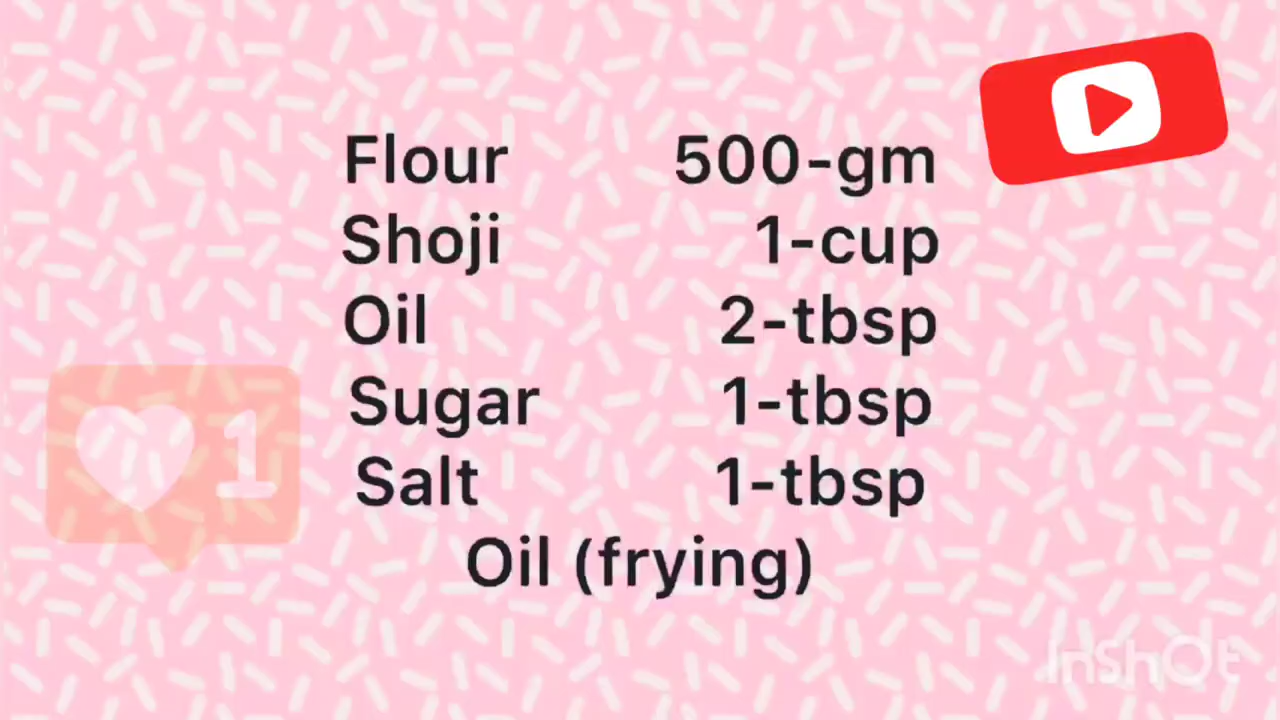 Flour 500-gm
Shoji 1-cup
Oil 2-tbsp
Sugar 1-tbsp
Salt 1-tbsp
Oil (frying)
1
InShOt